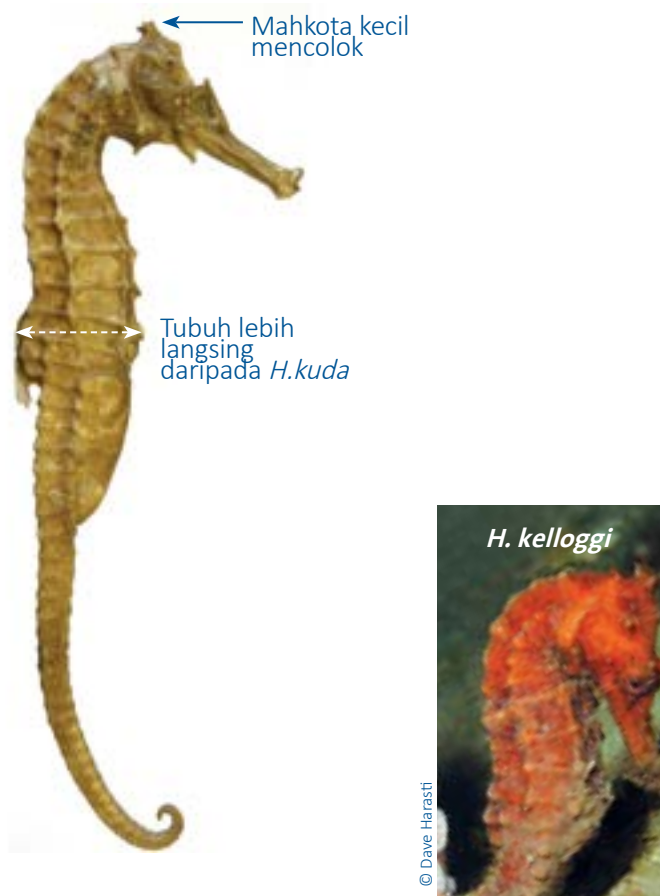 Mahkota kecil
mencolok
Tubuh lebih
langsing
daripada H.kuda
H. kelloggi
© Dave Harasti